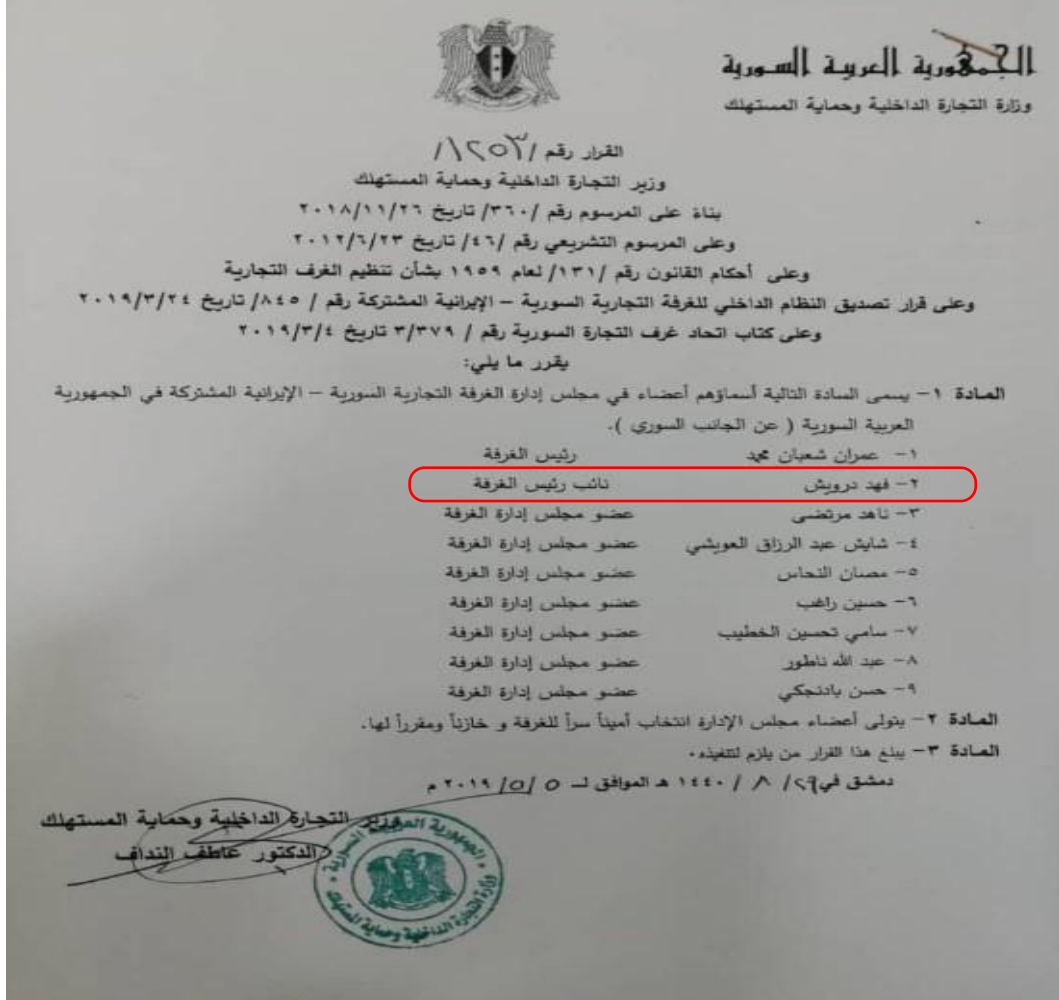 الجمهورية العربية السورية
وزارة التجارة الداخلية وحماية المستهلك
القرار رقم /١٢٥٣/
وزير التجارة الداخلية وحماية المستهلك
بناءً على المرسوم رقم /٣٦٠/ تاريخ ٢٠١٨/١١/٢٦
وعلى المرسوم التشريعي رقم /٤٦/ تاريخ ٢٠١٢/٦/٢٣
وعلى أحكام القانون رقم /١٣١/ لعام ١٩٥٩ بشأن تنظيم الغرف التجارية
وعلى قرار تصديق النظام الداخلي للغرفة التجارية السورية – الإيرانية المشتركة رقم / ٨٤٥/ تاريخ ٢٠١٩/٣/٢٤
وعلى كتاب اتحاد غرف التجارة السورية رقم / ٣/٣٧٩ تاريخ ٢٠١٩/٣/٤
يقرر ما يلي:
المادة ١– يسمى السادة التالية أسماؤهم أعضاء في مجلس إدارة الغرفة التجارية السورية – الإيرانية المشتركة في الجمهورية
العربية السورية ( عن الجانب السوري ).
١– عمران شعبان محمد رئيس الغرفة
٢– فهد درويش نائب رئيس الغرفة
٣– ناهد مرتضى عضو مجلس إدارة الغرفة
٤– شايش عبد الرزاق العويشي عضو مجلس إدارة الغرفة
٥– مصان النحاس عضو مجلس إدارة الغرفة
٦– حسين راغب عضو مجلس إدارة الغرفة
٧– سامي تحسين الخطيب عضو مجلس إدارة الغرفة
٨– عبد الله ناطور عضو مجلس إدارة الغرفة
٩– حسن بادنجكي عضو مجلس إدارة الغرفة
المادة ٢– يتولى أعضاء مجلس الإدارة انتخاب أميناً سراً للغرفة و خازناً ومقرراً لها.
المادة ٣– يبلغ هذا القرار من يلزم لتنفيذه.
دمشق في ٢٩/ ٨ / ١٤٤٠ هـ الموافق لـ ٥ /٥/ ٢٠١٩ م
وزير التجارة الداخلية وحماية المستهلك
الدكتور عاطف النداف
الجمهورية العربية السورية
وزارة التجارة الداخلية وحماية المستهلك